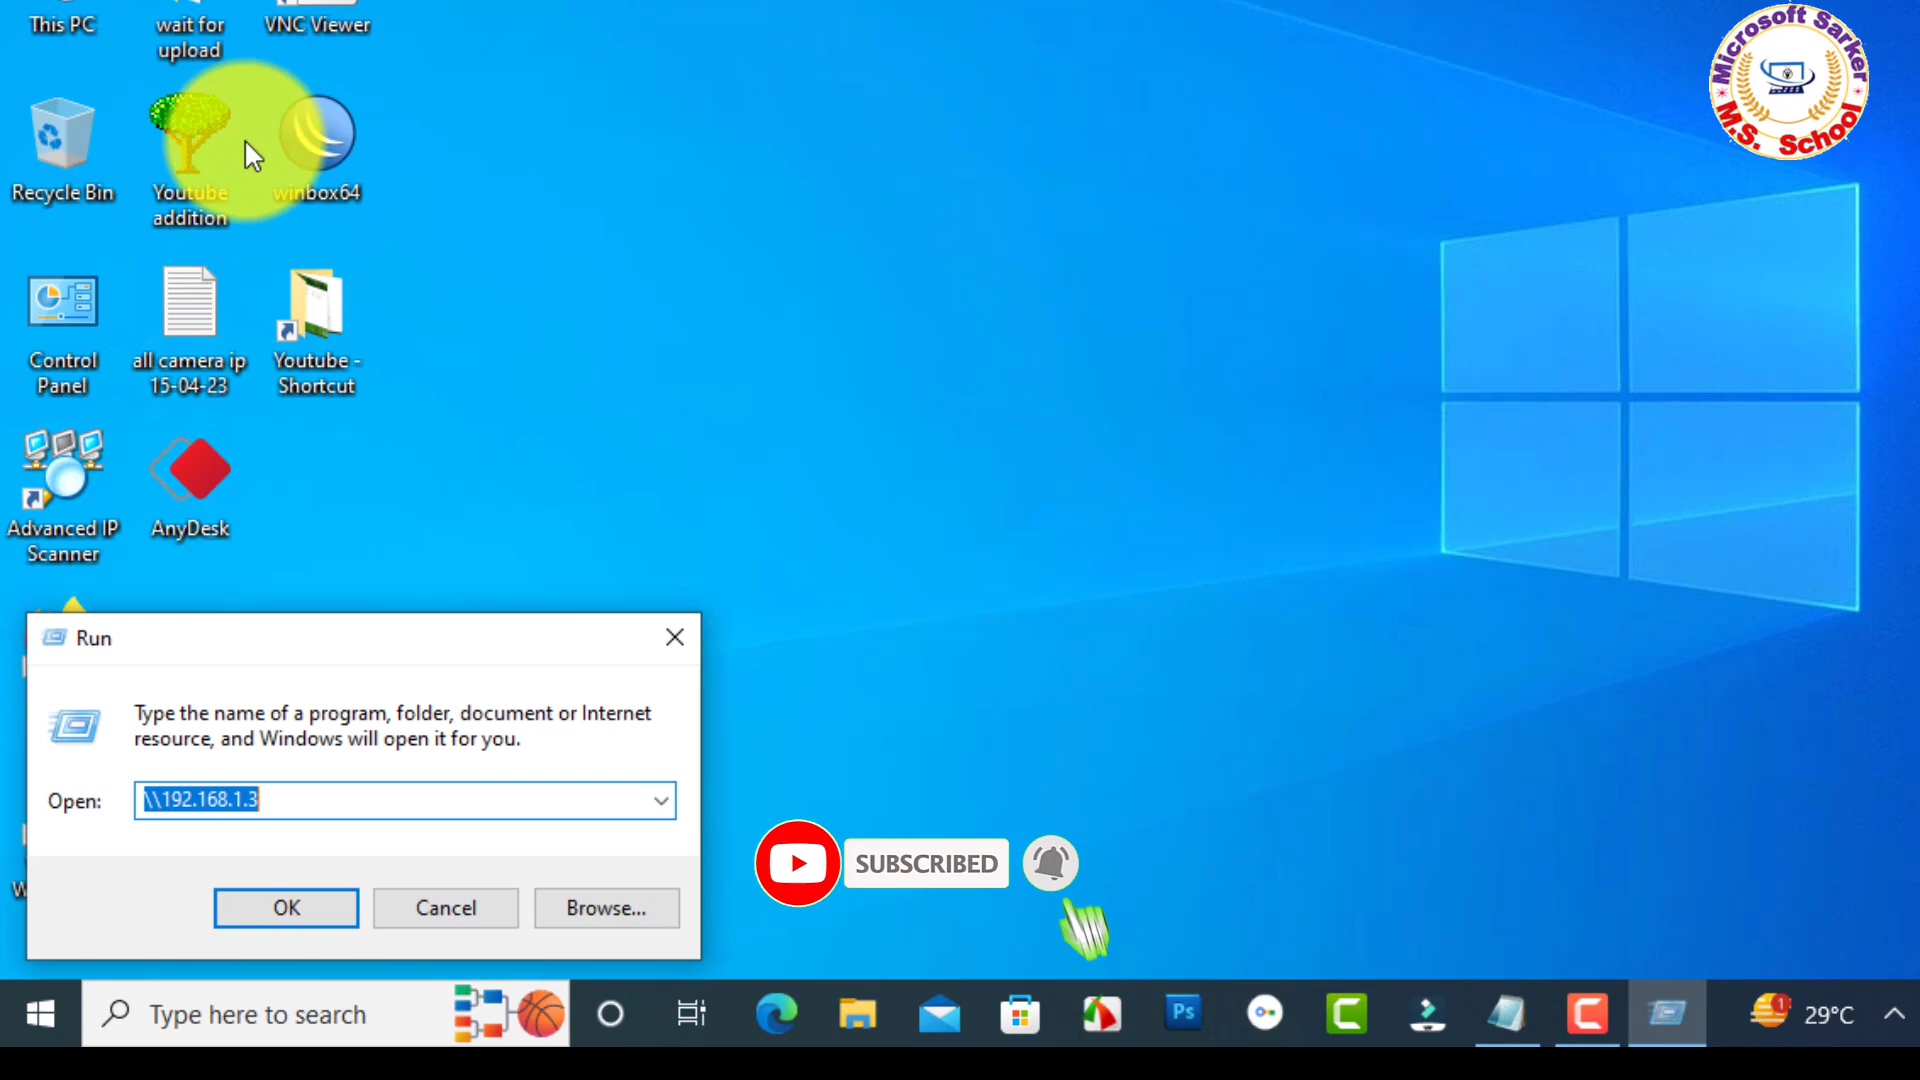 This PC
wait for
upload
VNC Viewer
Microsoft Sarker
M.S. School
Recycle Bin
Youtube
addition
winbox64
Control
Panel
all camera ip
15-04-23
Youtube -
Shortcut
Advanced IP
Scanner
AnyDesk
W
Run
Type the name of a program, folder, document or Internet
resource, and Windows will open it for you.
Open:
\\192.168.1.3
OK
Cancel
Browse...
SUBSCRIBED
Type here to search
Ps
1
29°C